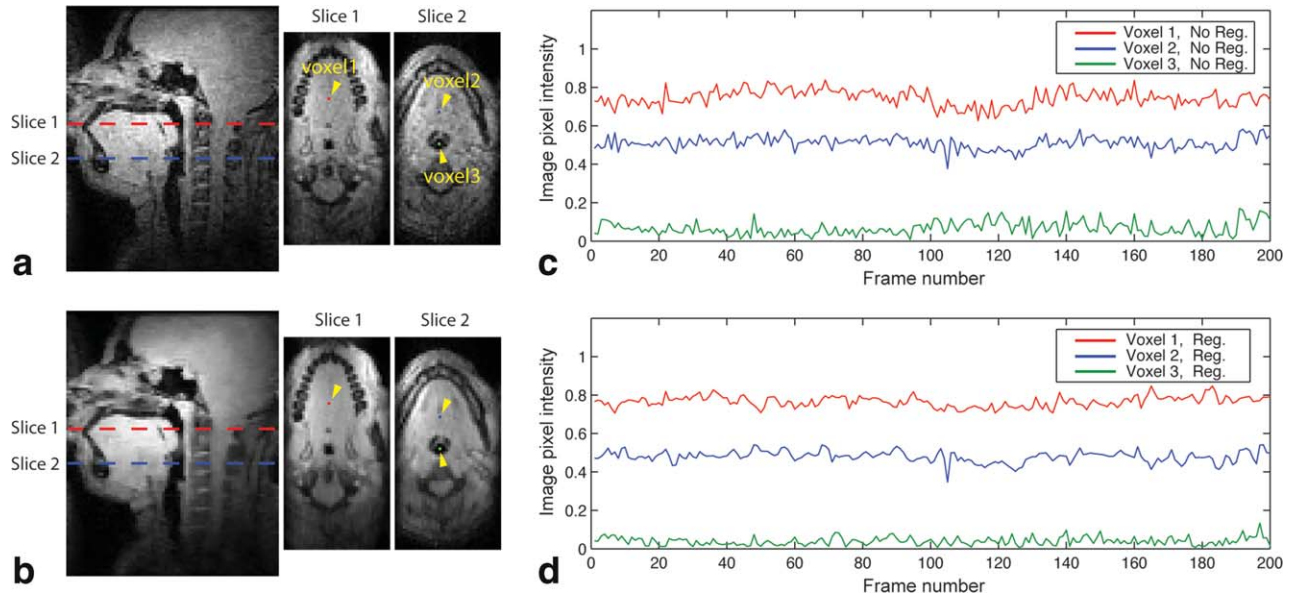 a
Slice 1
Slice 2
Slice 1
Slice 2
voxel1
voxel2
voxel3
c
Voxel 1, No Reg.
Voxel 2, No Reg.
Voxel 3, No Reg.
Image pixel intensity
1
0.8
0.6
0.4
0.2
0
0 20 40 60 80 100 120 140 160 180 200
Frame number
b
Slice 1
Slice 2
Slice 1
Slice 2
d
Voxel 1, Reg.
Voxel 2, Reg.
Voxel 3, Reg.
Image pixel intensity
1
0.8
0.6
0.4
0.2
0
0 20 40 60 80 100 120 140 160 180 200
Frame number